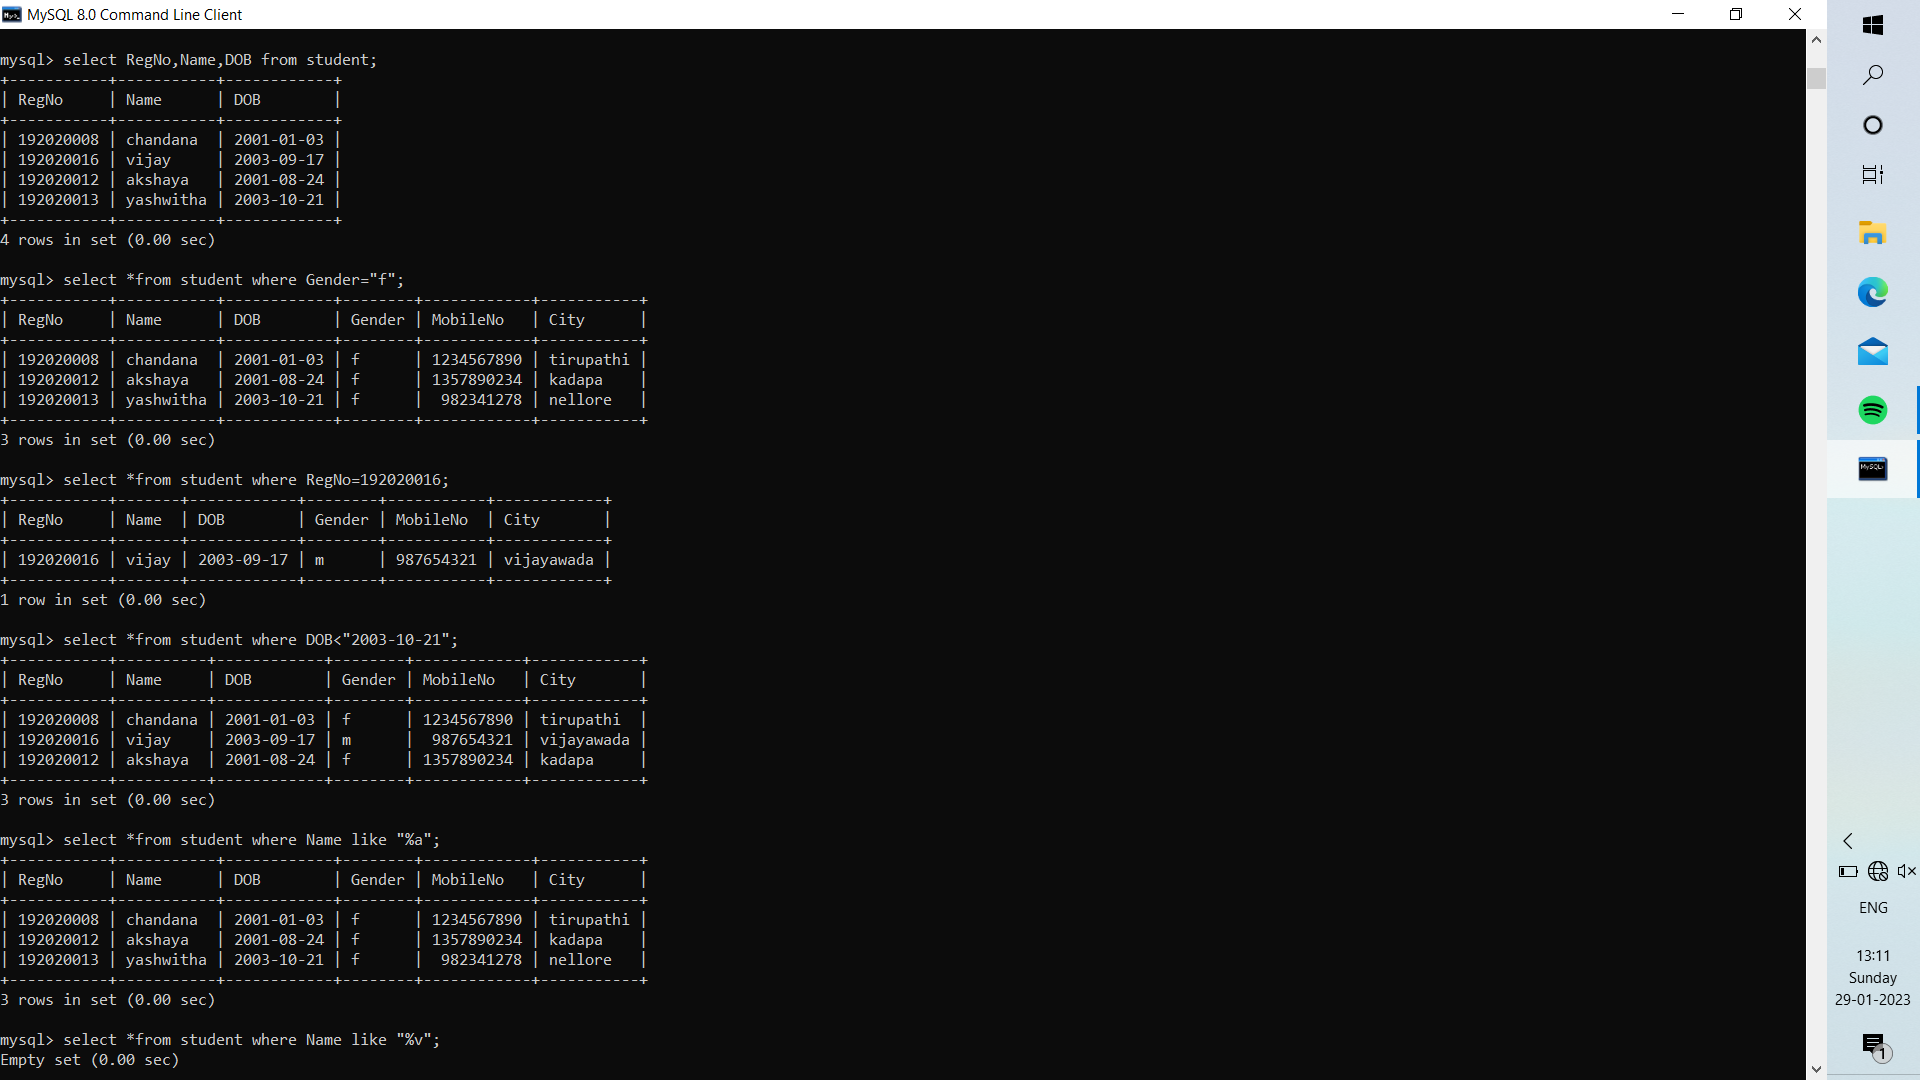 MySQL 8.0 Command Line Client
mysql> select RegNo,Name,DOB from student;
+-----------+-----------+------------+
| RegNo     | Name      | DOB        |
+-----------+-----------+------------+
| 192020008 | chandana  | 2001-01-03 |
| 192020016 | vijay     | 2003-09-17 |
| 192020012 | akshaya   | 2001-08-24 |
| 192020013 | yashwitha | 2003-10-21 |
+-----------+-----------+------------+
4 rows in set (0.00 sec)
mysql> select *from student where Gender="f";
+-----------+-----------+------------+--------+------------+-----------+
| RegNo     | Name      | DOB        | Gender | MobileNo   | City      |
+-----------+-----------+------------+--------+------------+-----------+
| 192020008 | chandana  | 2001-01-03 | f      | 1234567890 | tirupathi |
| 192020012 | akshaya   | 2001-08-24 | f      | 1357890234 | kadapa    |
| 192020013 | yashwitha | 2003-10-21 | f      |  982341278 | nellore   |
+-----------+-----------+------------+--------+------------+-----------+
3 rows in set (0.00 sec)
mysql> select *from student where RegNo=192020016;
+-----------+-------+------------+--------+-----------+------------+
| RegNo     | Name  | DOB        | Gender | MobileNo  | City       |
+-----------+-------+------------+--------+-----------+------------+
| 192020016 | vijay | 2003-09-17 | m      | 987654321 | vijayawada |
+-----------+-------+------------+--------+-----------+------------+
1 row in set (0.00 sec)
mysql> select *from student where DOB<"2003-10-21";
+-----------+----------+------------+--------+------------+------------+
| RegNo     | Name     | DOB        | Gender | MobileNo   | City       |
+-----------+----------+------------+--------+------------+------------+
| 192020008 | chandana | 2001-01-03 | f      | 1234567890 | tirupathi  |
| 192020016 | vijay    | 2003-09-17 | m      |  987654321 | vijayawada |
| 192020012 | akshaya  | 2001-08-24 | f      | 1357890234 | kadapa     |
+-----------+----------+------------+--------+------------+------------+
3 rows in set (0.00 sec)
mysql> select *from student where Name like "%a";
+-----------+-----------+------------+--------+------------+-----------+
| RegNo     | Name      | DOB        | Gender | MobileNo   | City      |
+-----------+-----------+------------+--------+------------+-----------+
| 192020008 | chandana  | 2001-01-03 | f      | 1234567890 | tirupathi |
| 192020012 | akshaya   | 2001-08-24 | f      | 1357890234 | kadapa    |
| 192020013 | yashwitha | 2003-10-21 | f      |  982341278 | nellore   |
+-----------+-----------+------------+--------+------------+-----------+
3 rows in set (0.00 sec)
mysql> select *from student where Name like "%v";
Empty set (0.00 sec)
ENG
13:11
Sunday
29-01-2023
1